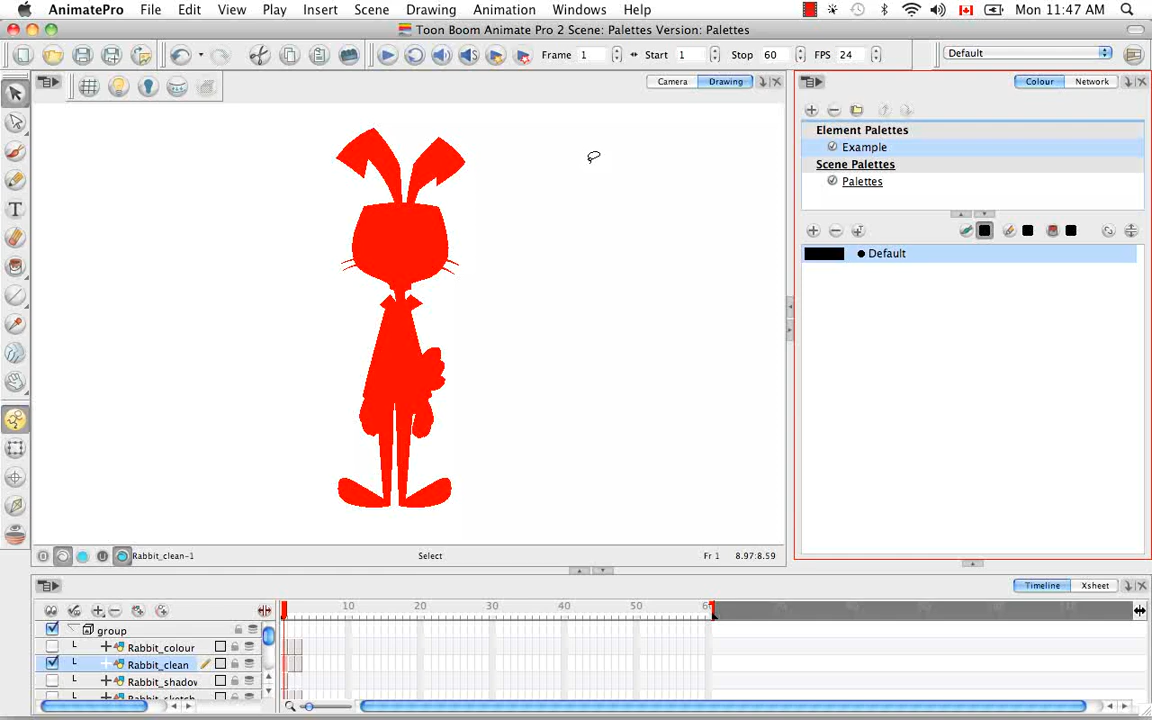 AnimatePro File Edit View Play Insert Scene Drawing Animation Windows Help Mon 11:47 AM
Toon Boom Animate Pro 2 Scene: Palettes Version: Palettes
Frame 1 Start 1 Stop 60 FPS 24 Default
Camera Drawing Colour Network
Element Palettes
Example
Scene Palettes
Palettes
Default
T
Rabbit_clean-1 Select Fr 1 8.97:8.59
Timeline Xsheet
10 20 30 40 50
group
Rabbit_colour
Rabbit_clean
Rabbit_shadow